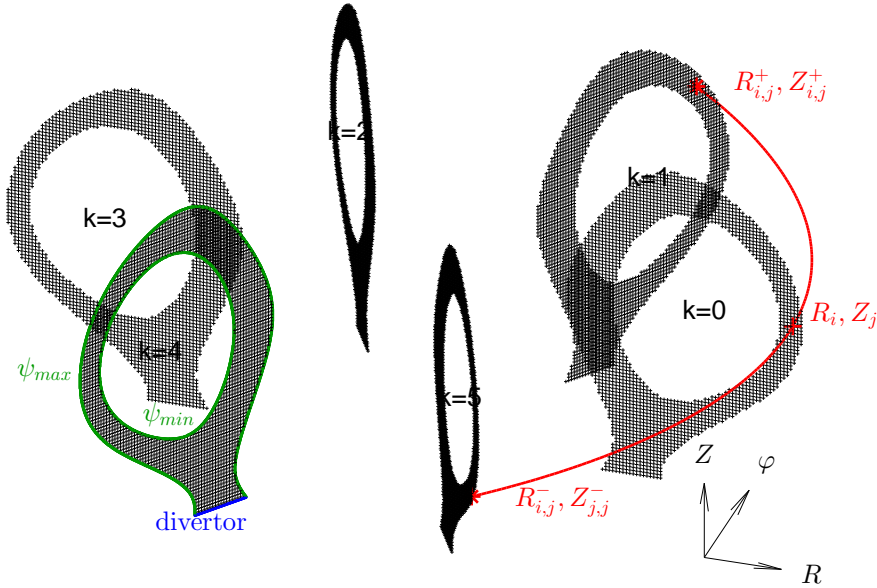 k=2
R⁺ᵢ,ⱼ, Z⁺ᵢ,ⱼ
k=1
k=3
k=0
Rᵢ, Zⱼ
k=4
ψₘₐₓ
k=5
ψₘᵢₙ
Z
φ
R⁻ᵢ,ⱼ, Z⁻ⱼ,ⱼ
divertor
R